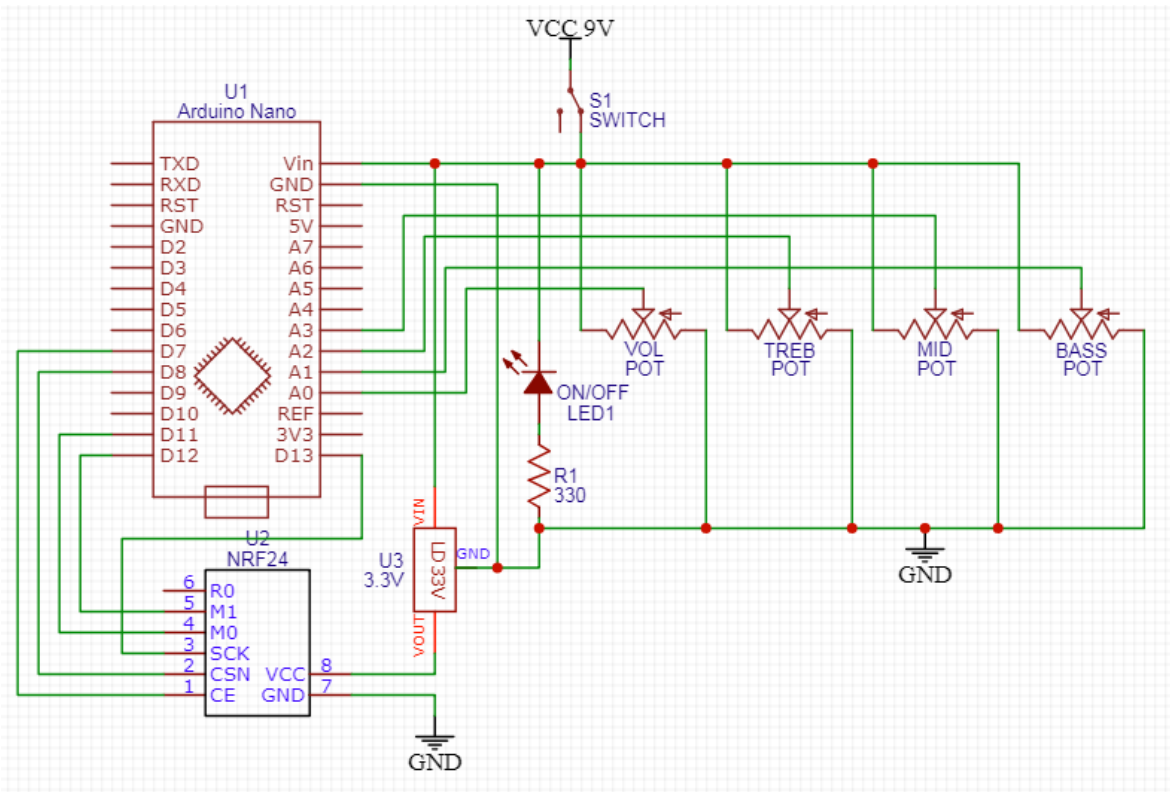 VCC 9V
S1
SWITCH
U1
Arduino Nano
TXD
RXD
RST
GND
D2
D3
D4
D5
D6
D7
D8
D9
D10
D11
D12
Vin
GND
RST
5V
A7
A6
A5
A4
A3
A2
A1
A0
REF
3V3
D13
VOL
POT
TREB
POT
MID
POT
BASS
POT
ON/OFF
LED1
R1
330
U2
NRF24
6 R0
5 M1
4 M0
3 SCK
2 CSN
1 CE
VCC 8
GND 7
U3
3.3V
VIN
LD 33V
GND
VOUT
GND
GND